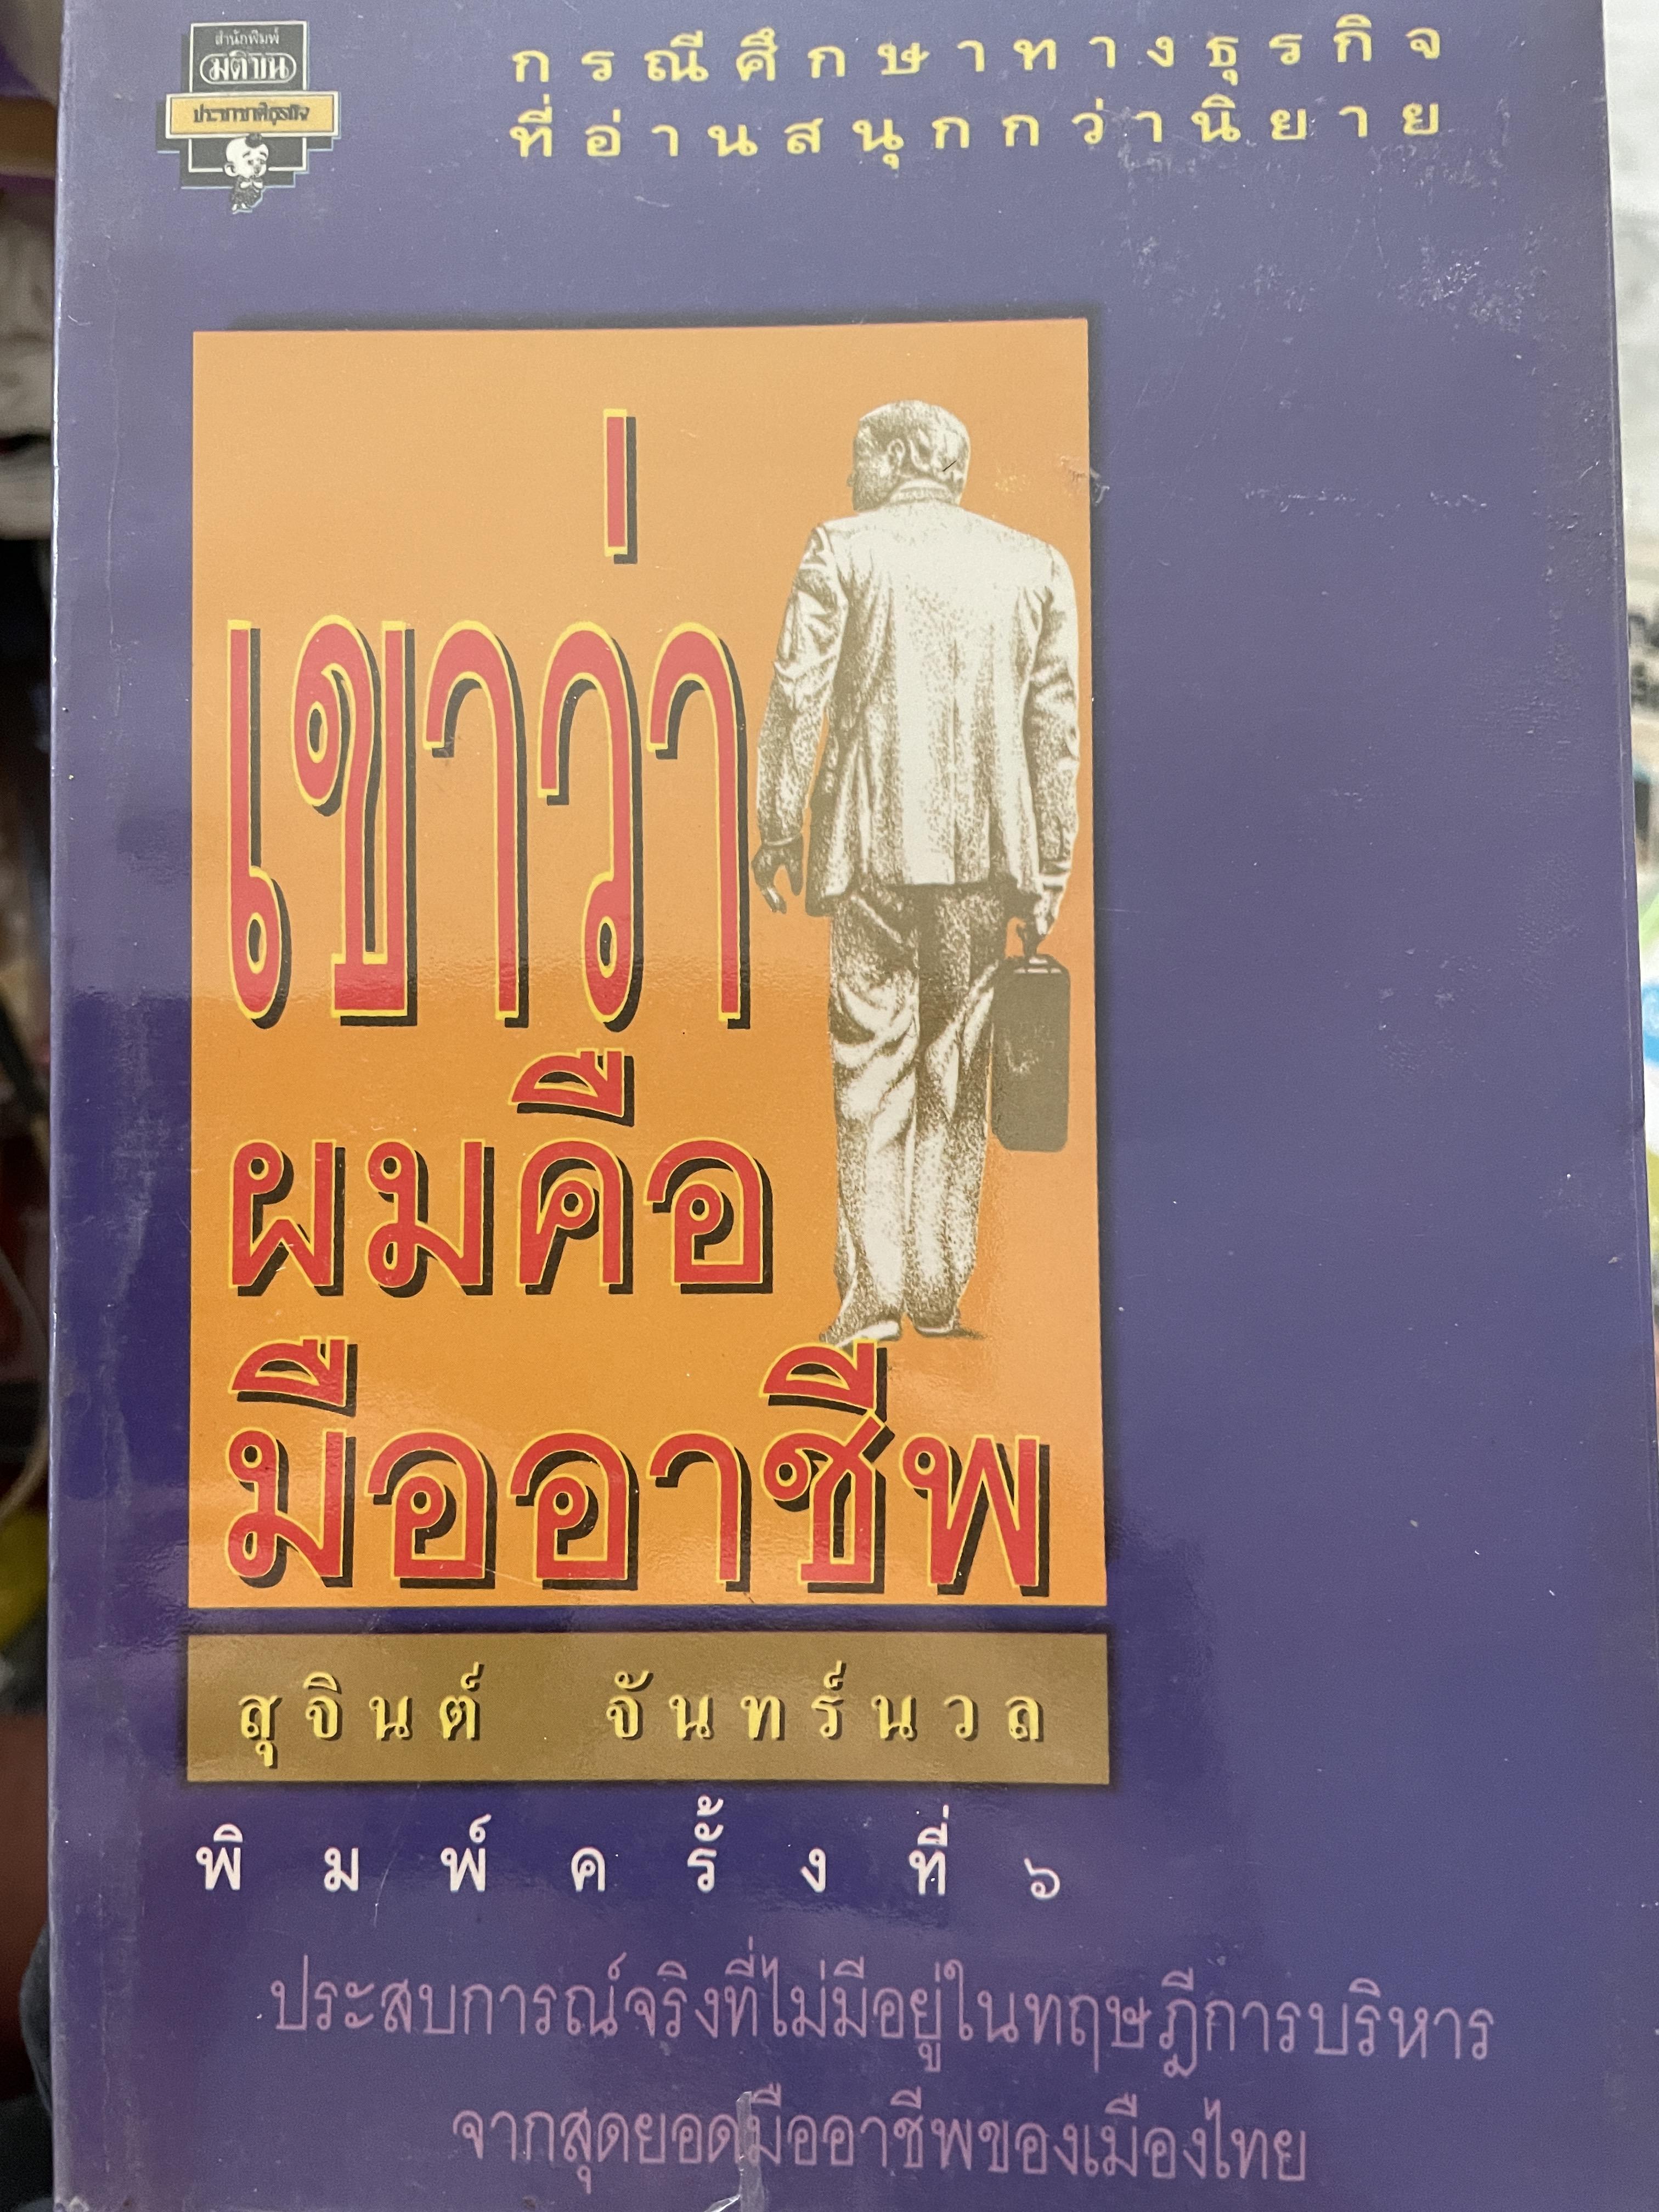 สำนักพิมพ์
มติชน
ประชาชาติธุรกิจ
กรณีศึกษาทางธุรกิจ
ที่อ่านสนุกกว่านิยาย
เขาว่า
ผมคือ
มืออาชีพ
สุจินต์ จันทร์นวล
พิมพ์ครั้งที่ ๖
ประสบการณ์จริงที่ไม่มีอยู่ในทฤษฎีการบริหาร
จากสุดยอดมืออาชีพของเมืองไทย